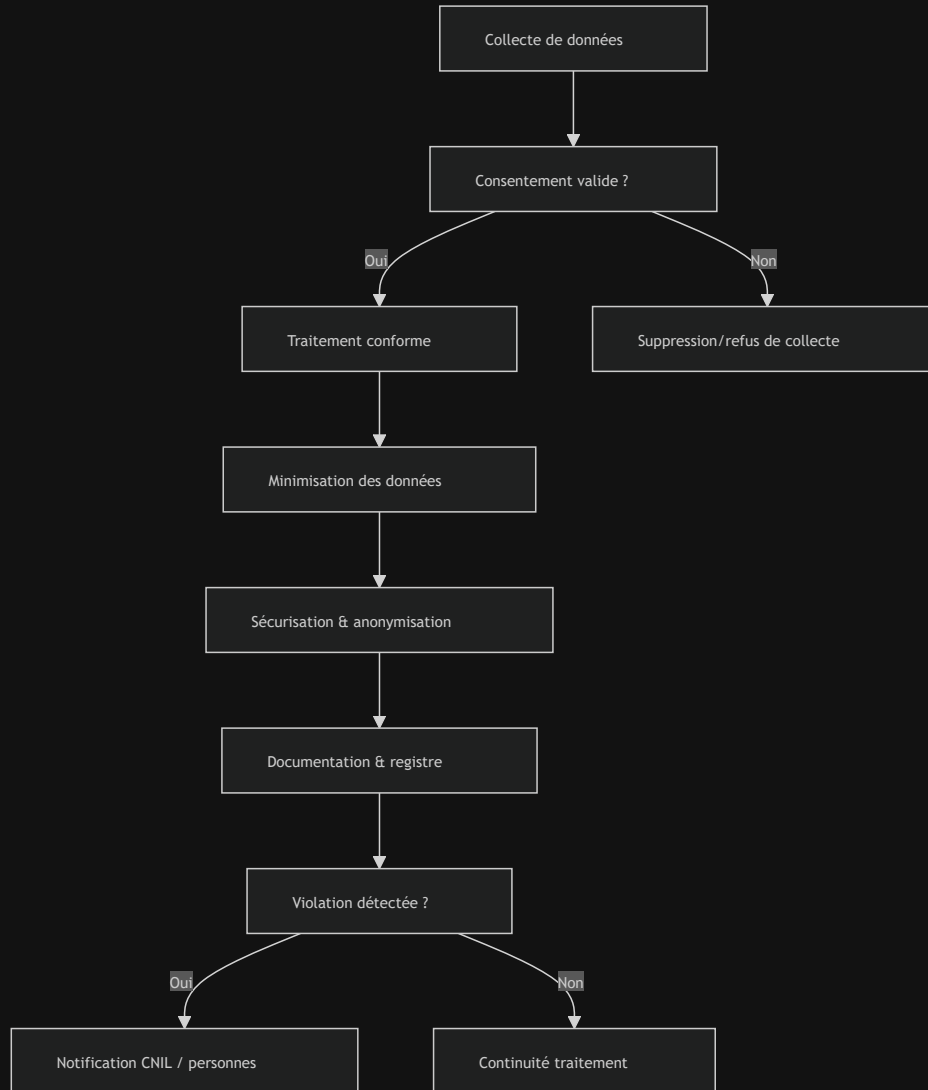 Collecte de données
Consentement valide ?
Oui
Non
Traitement conforme
Suppression/refus de collecte
Minimisation des données
Sécurisation & anonymisation
Documentation & registre
Violation détectée ?
Oui
Non
Notification CNIL / personnes
Continuité traitement